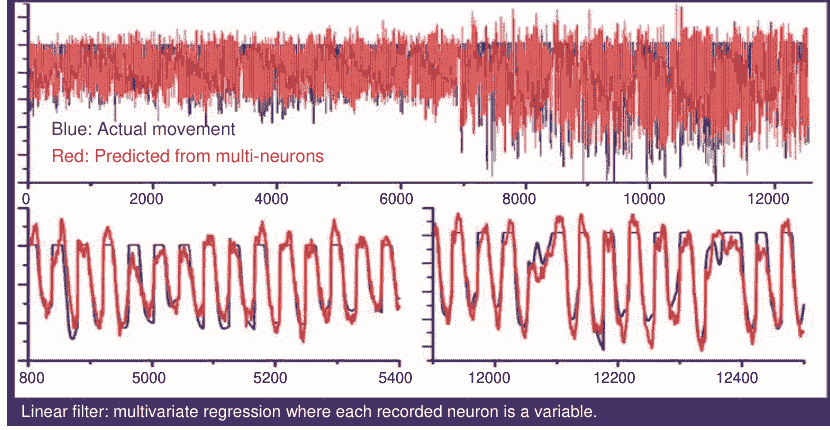 Blue: Actual movement
Red: Predicted from multi-neurons
0 2000 4000 6000 8000 10000 12000
800 5000 5200 5400 12000 12200 12400
Linear filter: multivariate regression where each recorded neuron is a variable.